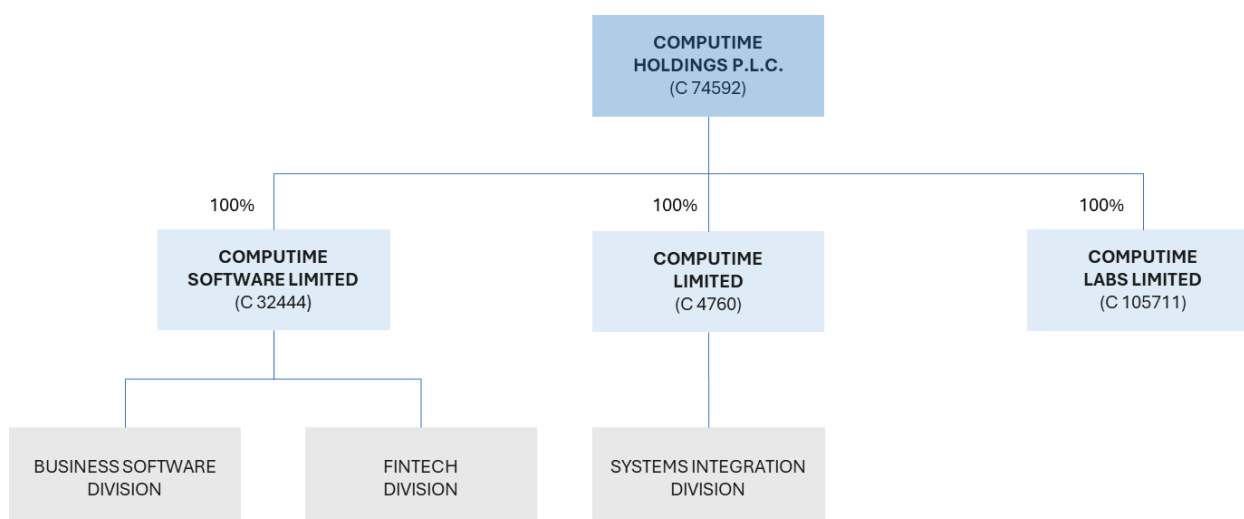 COMPUTIME
HOLDINGS P.L.C.
(C 74592)
100%
100%
100%
COMPUTIME
SOFTWARE LIMITED
(C 32444)
COMPUTIME
LIMITED
(C 4760)
COMPUTIME
LABS LIMITED
(C 105711)
BUSINESS SOFTWARE
DIVISION
FINTECH
DIVISION
SYSTEMS INTEGRATION
DIVISION